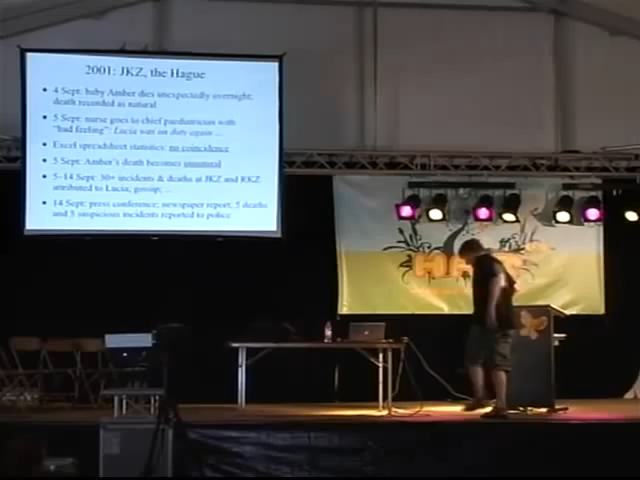 2001: JKZ, the Hague
• 4 Sept: baby Amber dies unexpectedly overnight;
death recorded as natural
• 5 Sept: nurse goes to chief paediatrician with
"bad feeling": Lucia was on duty again ...
• Excel spreadsheet statistics: no coincidence
• 5 Sept: Amber's death becomes unnatural
• 5–14 Sept: 30+ incidents & deaths at JKZ and RKZ
attributed to Lucia; gossip; ...
• 14 Sept: press conference; newspaper report; 5 deaths
and 5 suspicious incidents reported to police
HAR